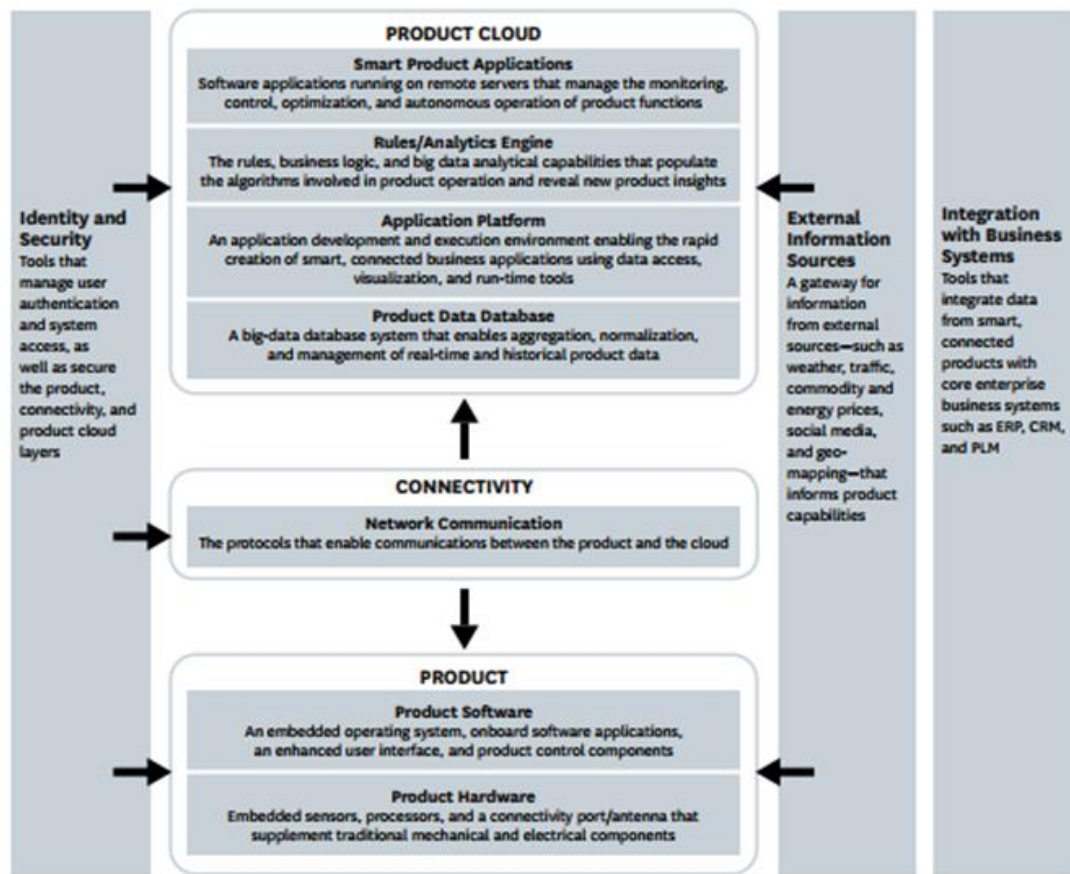 PRODUCT CLOUD
Smart Product Applications
Software applications running on remote servers that manage the monitoring,
control, optimization, and autonomous operation of product functions
Rules/Analytics Engine
The rules, business logic, and big data analytical capabilities that populate
the algorithms involved in product operation and reveal new product insights
Application Platform
An application development and execution environment enabling the rapid
creation of smart, connected business applications using data access,
visualization, and run-time tools
Product Data Database
A big-data database system that enables aggregation, normalization,
and management of real-time and historical product data
Identity and
Security
Tools that
manage user
authentication
and system
access, as
well as secure
the product,
connectivity, and
product cloud
layers
External
Information
Sources
A gateway for
information
from external
sources—such as
weather, traffic,
commodity and
energy prices,
social media,
and geo-
mapping—that
informs product
capabilities
Integration
with Business
Systems
Tools that
integrate data
from smart,
connected
products with
core enterprise
business systems
such as ERP, CRM,
and PLM
CONNECTIVITY
Network Communication
The protocols that enable communications between the product and the cloud
PRODUCT
Product Software
An embedded operating system, onboard software applications,
an enhanced user interface, and product control components
Product Hardware
Embedded sensors, processors, and a connectivity port/antenna that
supplement traditional mechanical and electrical components